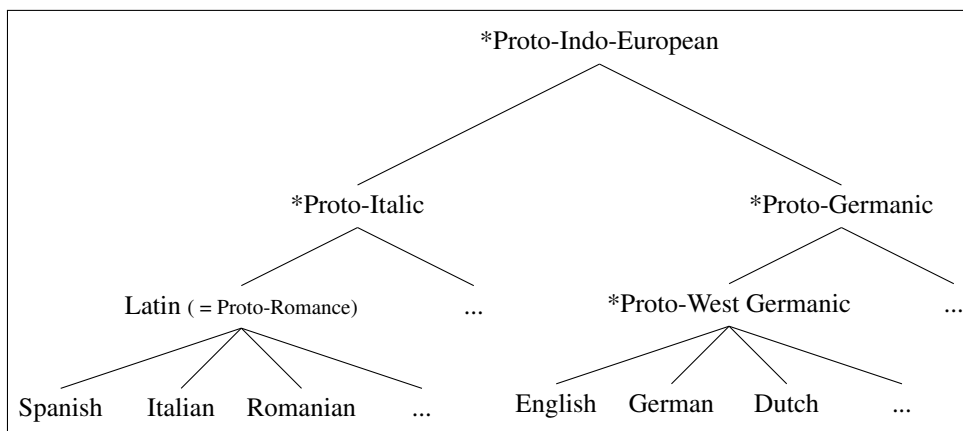 *Proto-Indo-European
*Proto-Italic *Proto-Germanic
Latin ( = Proto-Romance) ... *Proto-West Germanic ...
Spanish Italian Romanian ... English German Dutch ...